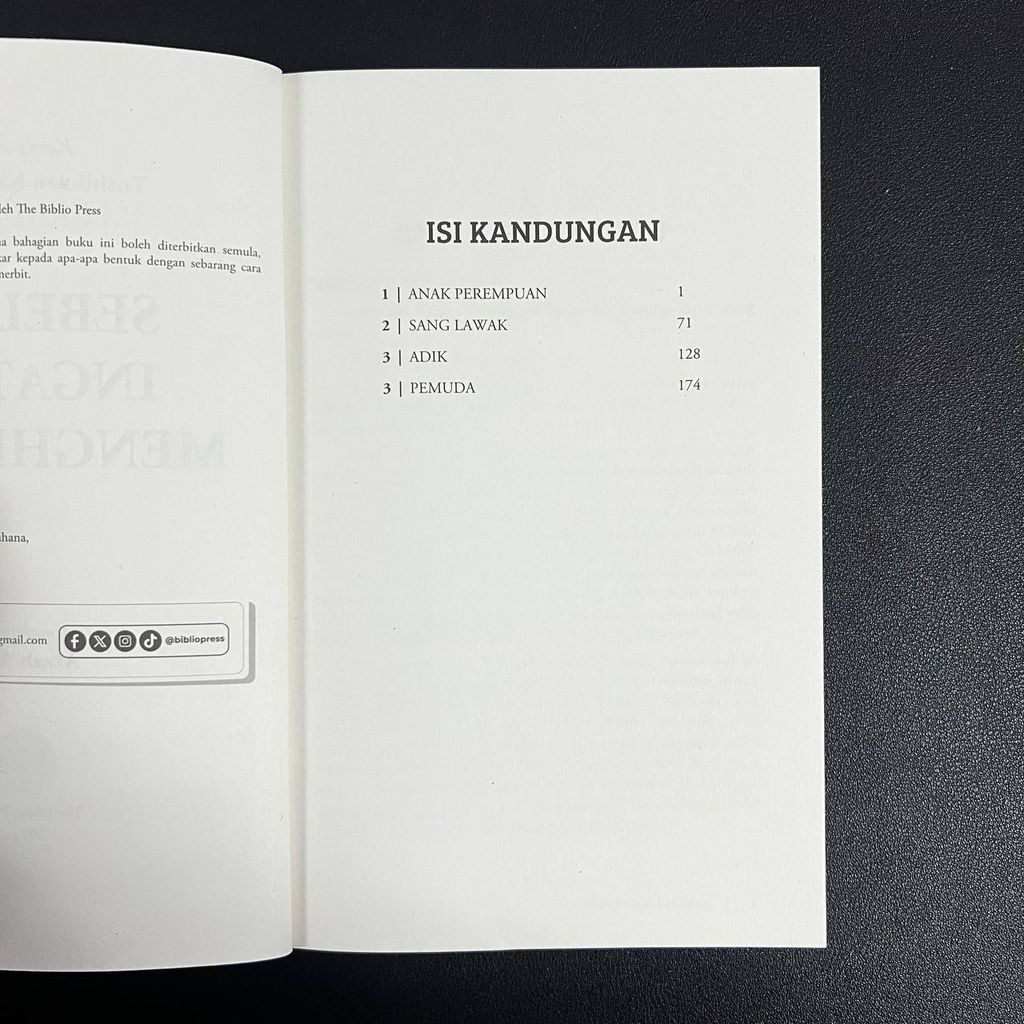 leh The Biblio Press
a bahagian buku ini boleh diterbitkan semula,
ar kepada apa-apa bentuk dengan sebarang cara
nerbit.
hana,
gmail.com @bibliopress
ISI KANDUNGAN
1 | ANAK PEREMPUAN 1
2 | SANG LAWAK 71
3 | ADIK 128
3 | PEMUDA 174